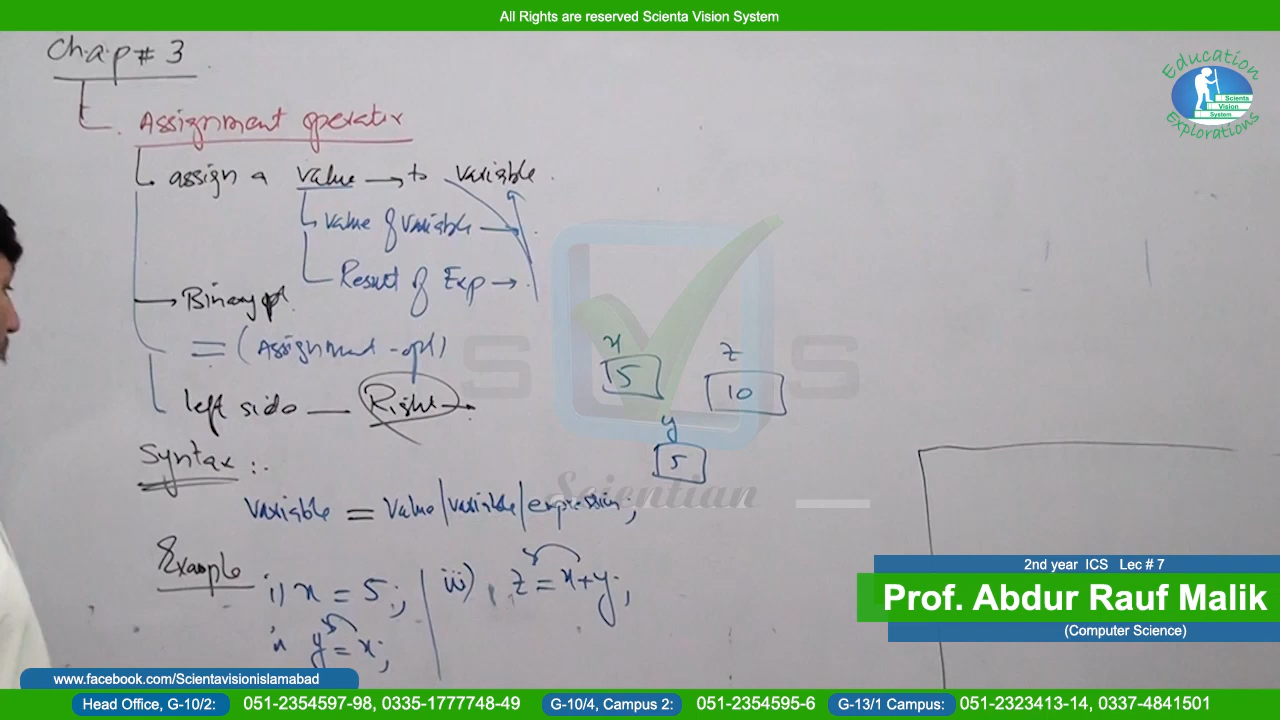 All Rights are reserved Scienta Vision System
Chap # 3
Education
Scienta
Vision
System
Explorations
Assignment operator
assign a value → to variable.
value of variable →
Result of Exp →
Binary opt.
= (Assignment-opt)
left side — Right →
x
15
z
10
y
5
S V S
Scientian
Syntax :.
Variable = Value/variable/expression;
Example
i) x = 5;
iii) z = x+y;
ii y = x;
2nd year ICS Lec # 7
Prof. Abdur Rauf Malik
(Computer Science)
www.facebook.com/Scientavisionislamabad
Head Office, G-10/2: 051-2354597-98, 0335-1777748-49 G-10/4, Campus 2: 051-2354595-6 G-13/1 Campus: 051-2323413-14, 0337-4841501